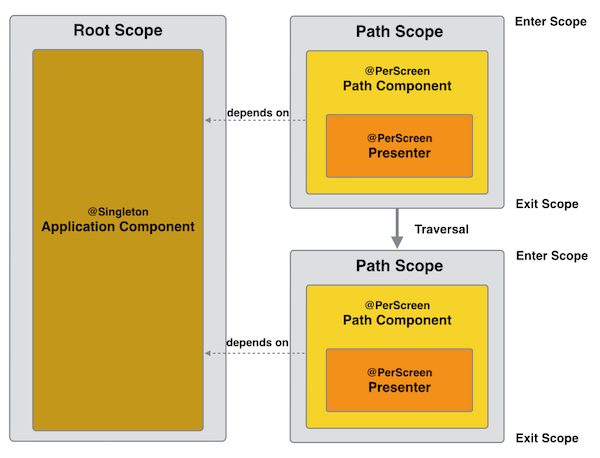 Root Scope
@Singleton
Application Component
depends on
depends on
Path Scope
Enter Scope
@PerScreen
Path Component
@PerScreen
Presenter
Exit Scope
Traversal
Path Scope
Enter Scope
@PerScreen
Path Component
@PerScreen
Presenter
Exit Scope